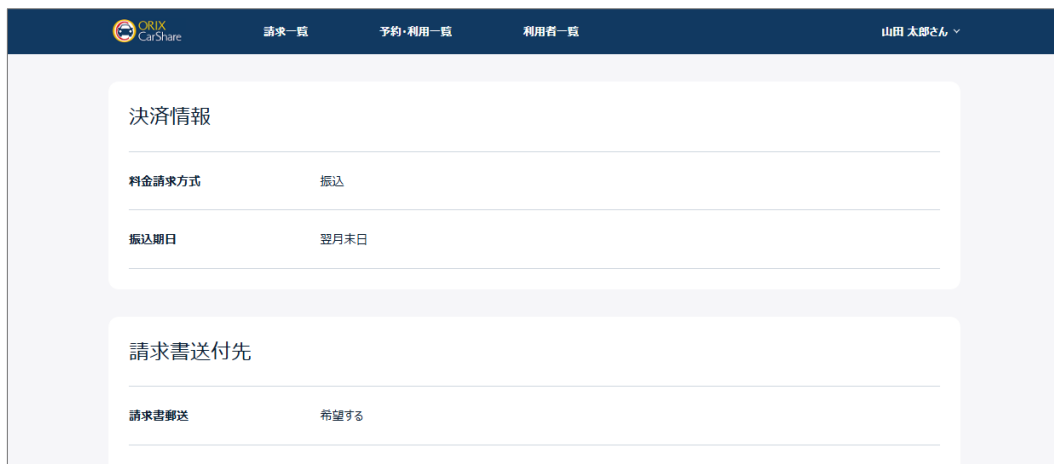 ORIX
CarShare
請求一覧
予約・利用一覧
利用者一覧
山田 太郎さん
決済情報
料金請求方式 振込
振込期日 翌月末日
請求書送付先
請求書郵送 希望する